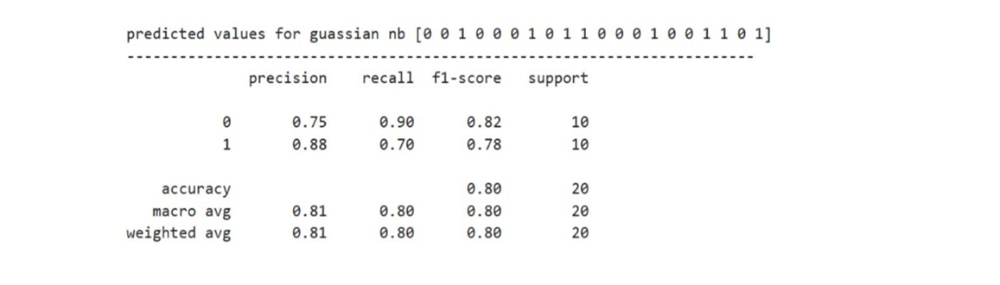 predicted values for guassian nb [0 0 1 0 0 0 1 0 1 1 0 0 0 1 0 0 1 1 0 1]
------------------------------------------------------------------------
precision recall f1-score support
0 0.75 0.90 0.82 10
1 0.88 0.70 0.78 10
accuracy 0.80 20
macro avg 0.81 0.80 0.80 20
weighted avg 0.81 0.80 0.80 20